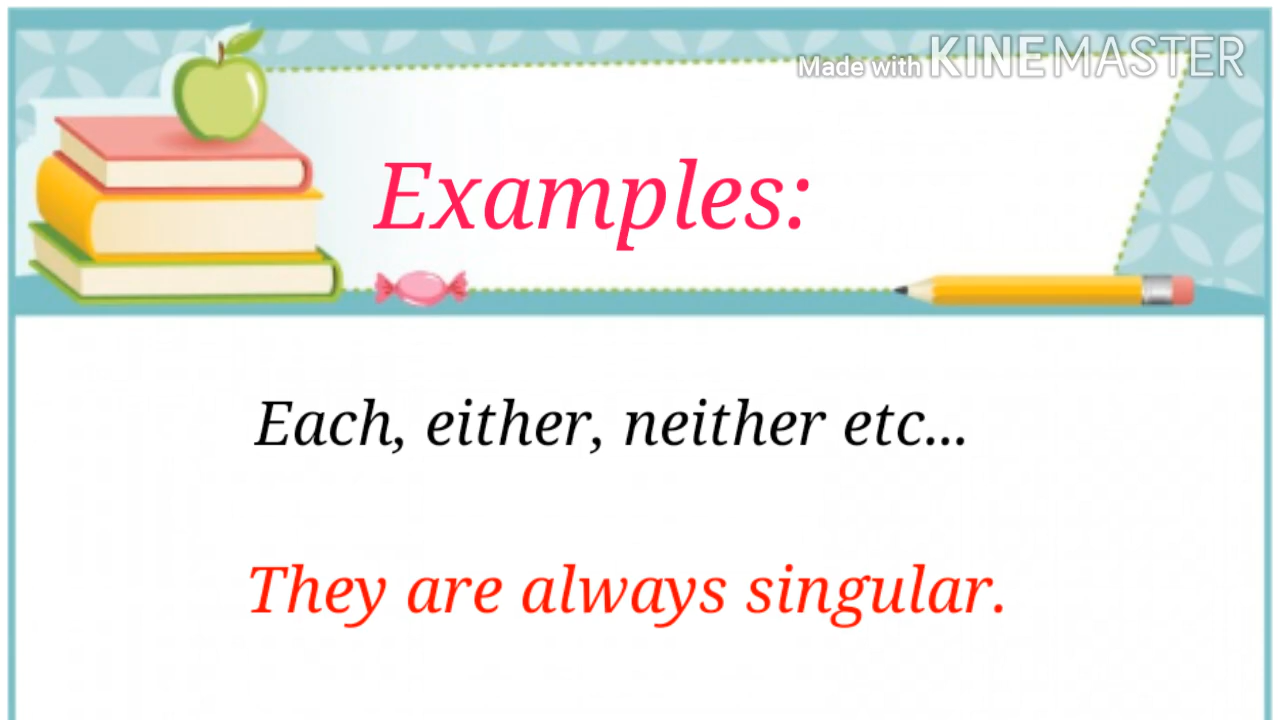 Made with KINEMASTER
Examples:
Each, either, neither etc...
They are always singular.